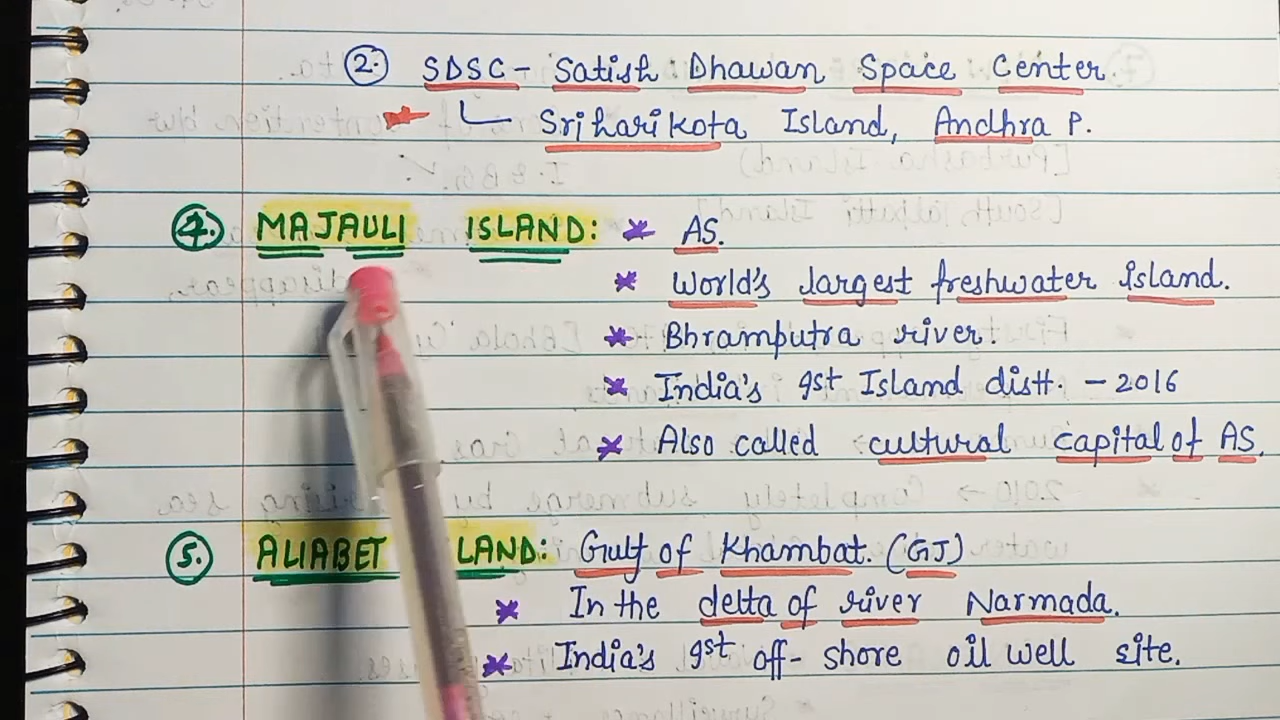 2. SDSC - Satish Dhawan Space Center
Sriharikota Island, Andhra P.
4. MAJAULI ISLAND: * AS.
* World's largest freshwater island.
* Bhramputra river.
* India's 1st Island distt. - 2016
* Also called cultural capital of AS.
5. ALIABET LAND: Gulf of Khambat. (GJ)
* In the delta of river Narmada.
* India's 1st off-shore oil well site.